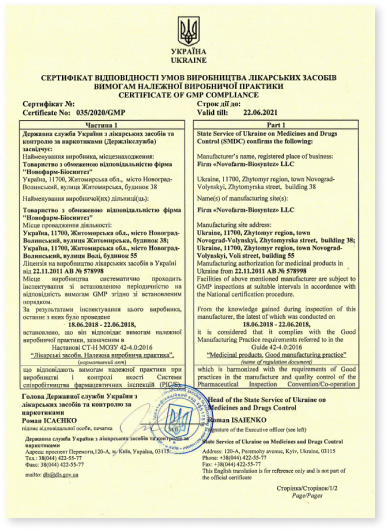 УКРАЇНА
UKRAINE
СЕРТИФІКАТ ВІДПОВІДНОСТІ УМОВ ВИРОБНИЦТВА ЛІКАРСЬКИХ ЗАСОБІВ
ВИМОГАМ НАЛЕЖНОЇ ВИРОБНИЧОЇ ПРАКТИКИ
CERTIFICATE OF GMP COMPLIANCE
Сертифікат №:
Certificate No: 035/2020/GMP
Строк дії до:
Valid till: 22.06.2021
Частина 1
Державна служба України з лікарських засобів та
контролю за наркотиками (Держлікслужба)
засвідчує:
Найменування виробника, місцезнаходження:
Товариство з обмеженою відповідальністю фірма
"Новофарм-Біосинтез"
Україна, 11700, Житомирська обл., місто Новоград-
Волинський, вулиця Житомирська, будинок 38
Найменування виробничої(их) дільниці(ь):
Товариство з обмеженою відповідальністю фірма
"Новофарм-Біосинтез"
Місце провадження діяльності:
Україна, 11700, Житомирська обл., місто Новоград-
Волинський, вулиця Житомирська, будинок 38;
Україна, 11700, Житомирська обл., місто Новоград-
Волинський, вулиця Вокзальна, будинок 55
Ліцензія на виробництво лікарських засобів в Україні
від 22.11.2011 АВ № 578998
Місце провадження систематично проходить
інспектування зі встановленою періодичністю на
відповідність вимогам GMP згідно зі встановленим
порядком.
За результатами інспектування цього виробника,
останнє з яких було проведене
18.06.2018 - 22.06.2018,
встановлено, що він відповідає вимогам належної
виробничої практики, зазначеним в
Настанові СТ-Н МОЗУ 42-4.0:2016
„Лікарські засоби. Належна виробнича практика".
що відповідають вимогам належної практики при
виробництві і контролі якості Системи
співробітництва фармацевтичних інспекцій (PIC/S).
Part 1
State Service of Ukraine on Medicines and Drugs
Control (SMDC) confirms the following:
Manufacturer's name, registered place of business:
Firm «Novofarm-Biosyntez» LLC
Ukraine, 11700, Zhytomyr region, town Novograd-
Volynskyi, Zhytomyrska street, building 38
Name(s) of manufacturing site(s):
Firm «Novofarm-Biosyntez» LLC
Manufacturing site address:
Ukraine, 11700, Zhytomyr region, town
Novograd-Volynskyi, Zhytomyrska street, building 38;
Ukraine, 11700, Zhytomyr region, town Novograd-
Volynskyi, street, building 55
Manufacturing authorization for medicinal products in
Ukraine from 22.11.2011 AB № 578998
Facilities of above mentioned manufacturer are subject to
GMP inspections at suitable intervals in accordance with
the National certification procedure.
From the knowledge gained during inspection of this
manufacturer, the latest of which was conducted on
18.06.2018 - 22.06.2018,
it is considered that it complies with the Good
Manufacturing Practice requirements referred to in the
Guide 42-4.0:2016
"Medicinal products. Good manufacturing practice"
(name of regulation document)
which is harmonized with the requirements of Good
practices in the manufacture and quality control of the
Pharmaceutical Inspection Convention/Co-operation
Голова Державної служби України з
лікарських засобів та контролю за
наркотиками
Роман ІСАЄНКО
підпис відповідальної особи, печатка
Державна служба України з лікарських засобів та контролю за
наркотиками
Адреса: проспект Перемоги,120-А, м. Київ, Україна, 03115,
Тел.: 38(044) 422-55-77
Факс: 38(044) 422-55-77
mailto: dls@dls.gov.ua
Head of the State Service of Ukraine on
Medicines and Drugs Control
Roman ISAIENKO
Signature of the Executive officer (see left)
State Service of Ukraine on Medicines and Drugs Control
Address: 120-A, Peremohy avenue, Kyiv, Ukraine, 03115
Phone: +38(044) 422-55-77
Fax: +38(044) 422-55-77
This English translation is for reference only and is not part of
the official certificate
Сторінка/Сторінок/1/2
Page/Pages